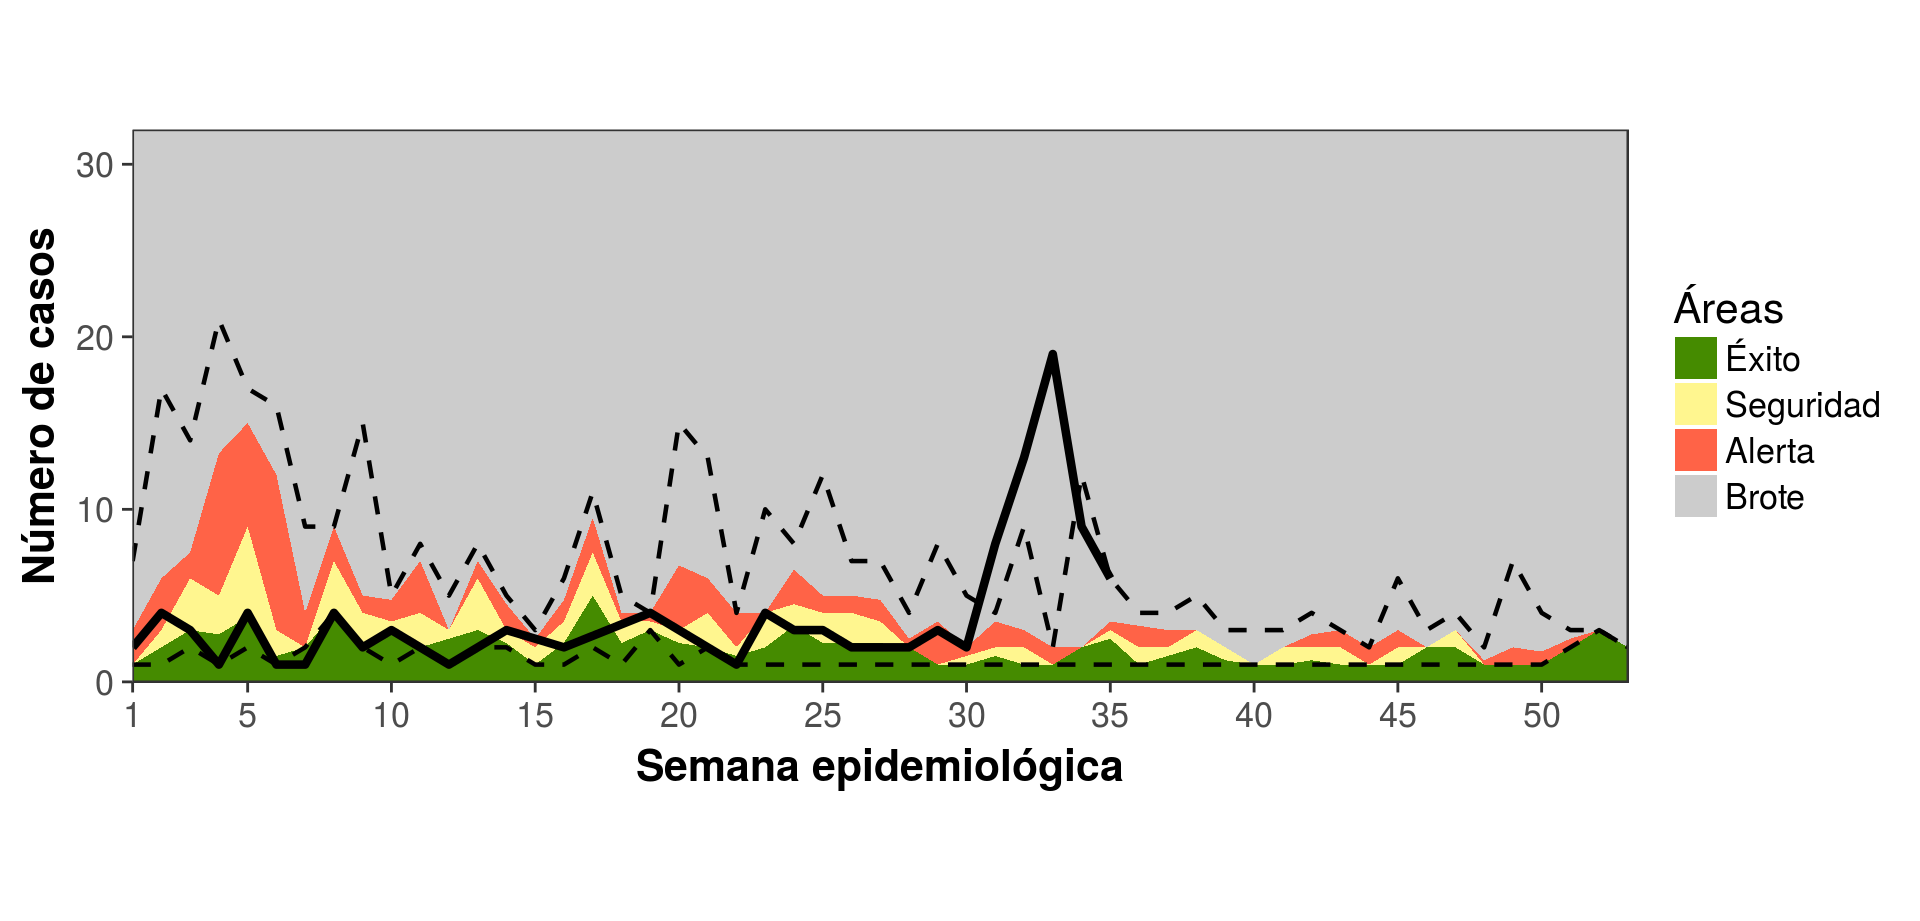 Número de casos
30
20
10
0
1 5 10 15 20 25 30 35 40 45 50
Semana epidemiológica
Áreas
Éxito
Seguridad
Alerta
Brote